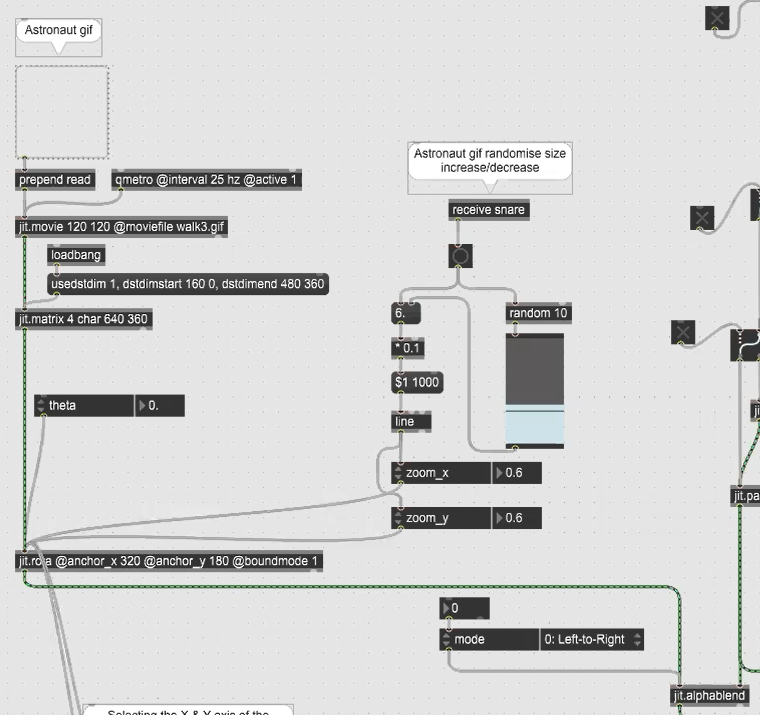 Astronaut gif
prepend read
qmetro @interval 25 hz @active 1
jit.movie 120 120 @moviefile walk3.gif
loadbang
usedstdim 1, dstdimstart 160 0, dstdimend 480 360
jit.matrix 4 char 640 360
theta
0.
Astronaut gif randomise size
increase/decrease
receive snare
6.
random 10
* 0.1
$1 1000
line
zoom_x
0.6
zoom_y
0.6
jit.rota @anchor_x 320 @anchor_y 180 @boundmode 1
0
mode
0: Left-to-Right
jit.alphablend
jit.pa
ji
Selecting the X & Y axis of the